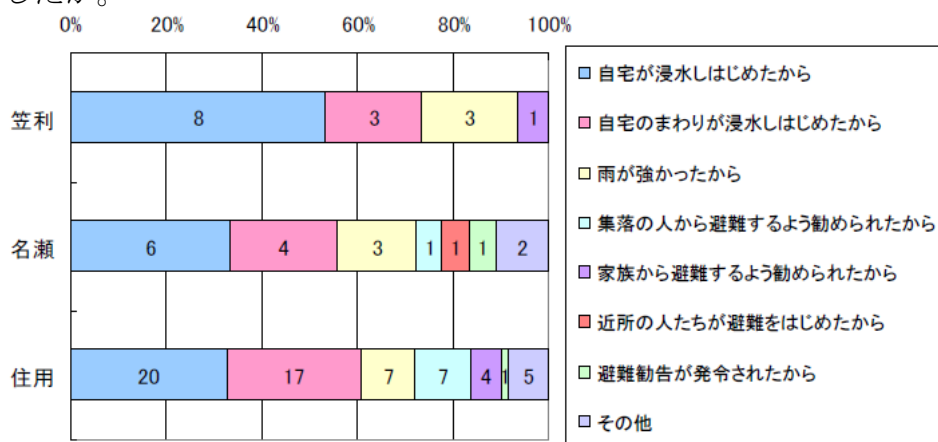 したか。
0% 20% 40% 60% 80% 100%
笠利 8 3 3 1
名瀬 6 4 3 1 1 1 2
住用 20 17 7 7 4 1 5
自宅が浸水しはじめたから
自宅のまわりが浸水しはじめたから
雨が強かったから
集落の人から避難するよう勧められたから
家族から避難するよう勧められたから
近所の人たちが避難をはじめたから
避難勧告が発令されたから
その他